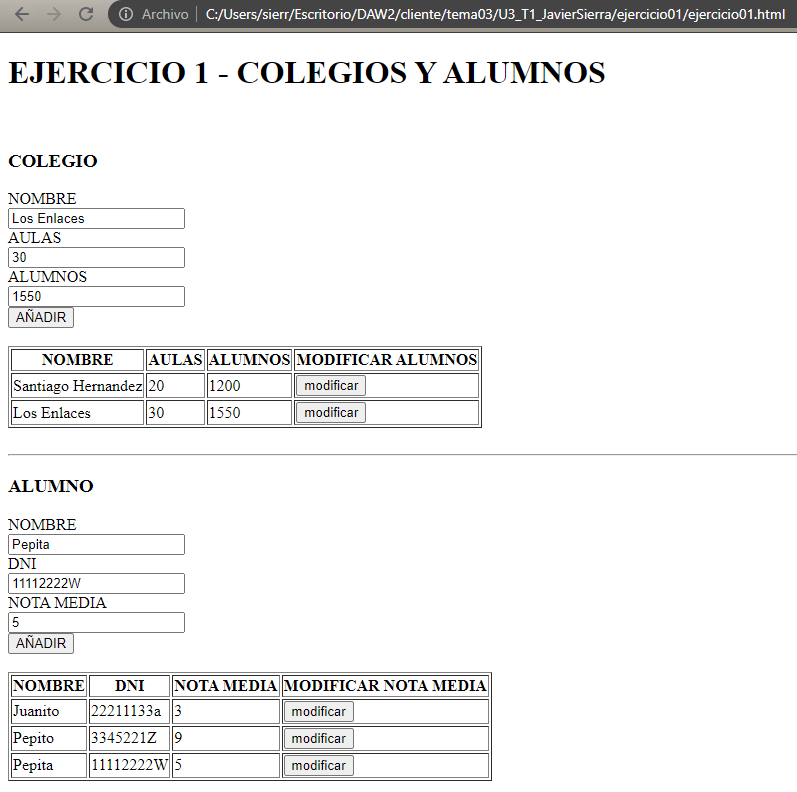 Archivo | C:/Users/sierr/Escritorio/DAW2/cliente/tema03/U3_T1_JavierSierra/ejercicio01/ejercicio01.html
EJERCICIO 1 - COLEGIOS Y ALUMNOS
COLEGIO
NOMBRE
Los Enlaces
AULAS
30
ALUMNOS
1550
AÑADIR
NOMBRE AULAS ALUMNOS MODIFICAR ALUMNOS
Santiago Hernandez 20 1200 modificar
Los Enlaces 30 1550 modificar
ALUMNO
NOMBRE
Pepita
DNI
11112222W
NOTA MEDIA
5
AÑADIR
NOMBRE DNI NOTA MEDIA MODIFICAR NOTA MEDIA
Juanito 22211133a 3 modificar
Pepito 3345221Z 9 modificar
Pepita 11112222W 5 modificar